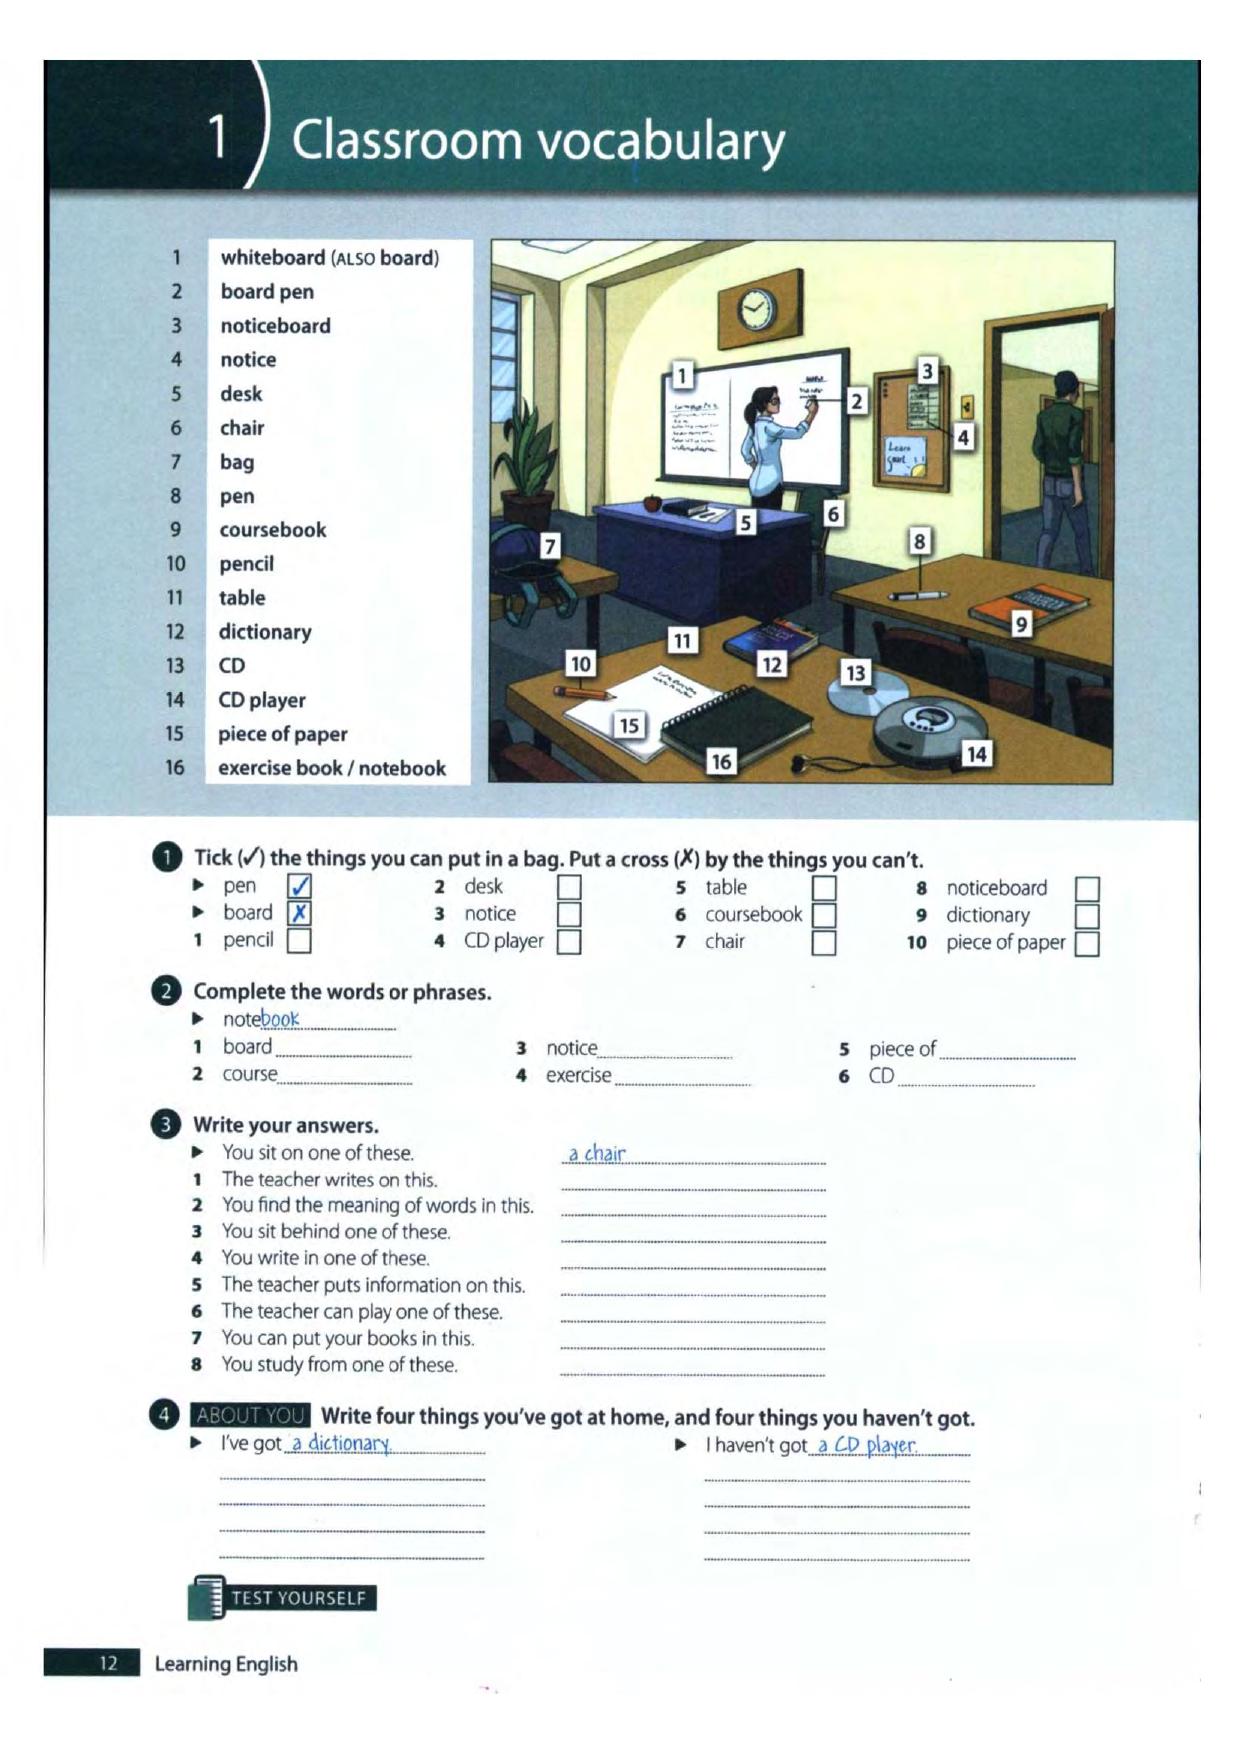 1 Classroom vocabulary
1 whiteboard (ALSO board)
2 board pen
3 noticeboard
4 notice
5 desk
6 chair
7 bag
8 pen
9 coursebook
10 pencil
11 table
12 dictionary
13 CD
14 CD player
15 piece of paper
16 exercise book / notebook
1
2
3
4
Learn
5
6
7
8
9
10
11
12
13
14
15
16
1 Tick (✓) the things you can put in a bag. Put a cross (✗) by the things you can't.
► pen ✓ 2 desk 5 table 8 noticeboard
► board ✗ 3 notice 6 coursebook 9 dictionary
1 pencil 4 CD player 7 chair 10 piece of paper
2 Complete the words or phrases.
► notebook
1 board 3 notice 5 piece of
2 course 4 exercise 6 CD
3 Write your answers.
► You sit on one of these. a chair
1 The teacher writes on this.
2 You find the meaning of words in this.
3 You sit behind one of these.
4 You write in one of these.
5 The teacher puts information on this.
6 The teacher can play one of these.
7 You can put your books in this.
8 You study from one of these.
4 ABOUT YOU Write four things you've got at home, and four things you haven't got.
► I've got a dictionary. ► I haven't got a CD player.
TEST YOURSELF
12 Learning English